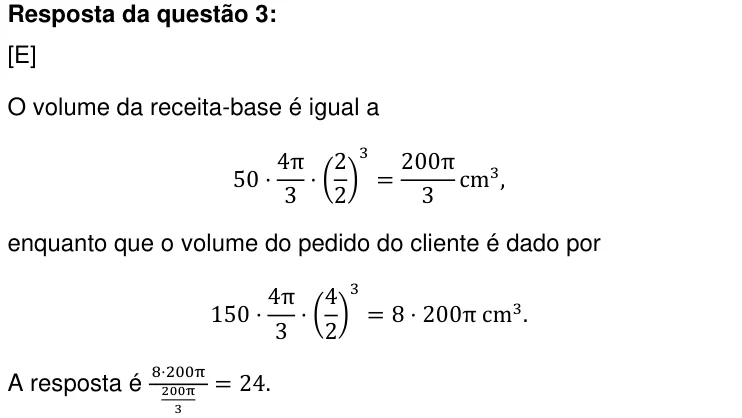 Resposta da questão 3:
[E]
O volume da receita-base é igual a
50 · 4π/3 · (2/2)³ = 200π/3 cm³,
enquanto que o volume do pedido do cliente é dado por
150 · 4π/3 · (4/2)³ = 8 · 200π cm³.
A resposta é (8·200π)/(200π/3) = 24.